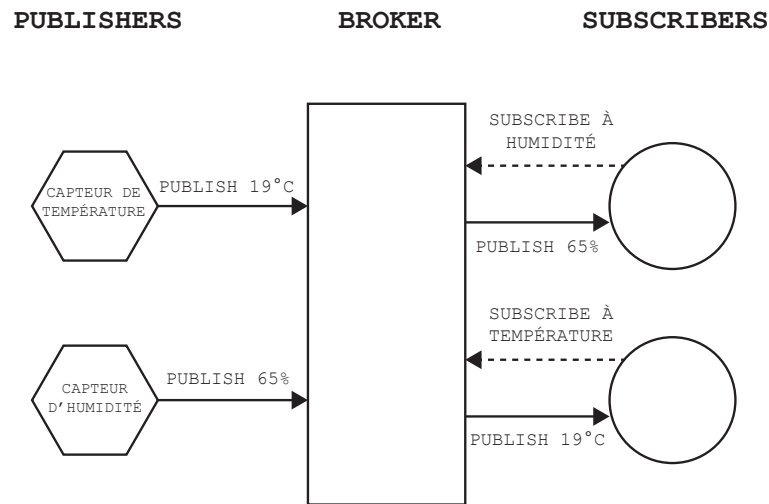 PUBLISHERS
BROKER
SUBSCRIBERS
SUBSCRIBE À
HUMIDITÉ
CAPTEUR DE
TEMPÉRATURE
PUBLISH 19°C
PUBLISH 65%
SUBSCRIBE À
TEMPÉRATURE
CAPTEUR
D'HUMIDITÉ
PUBLISH 65%
PUBLISH 19°C